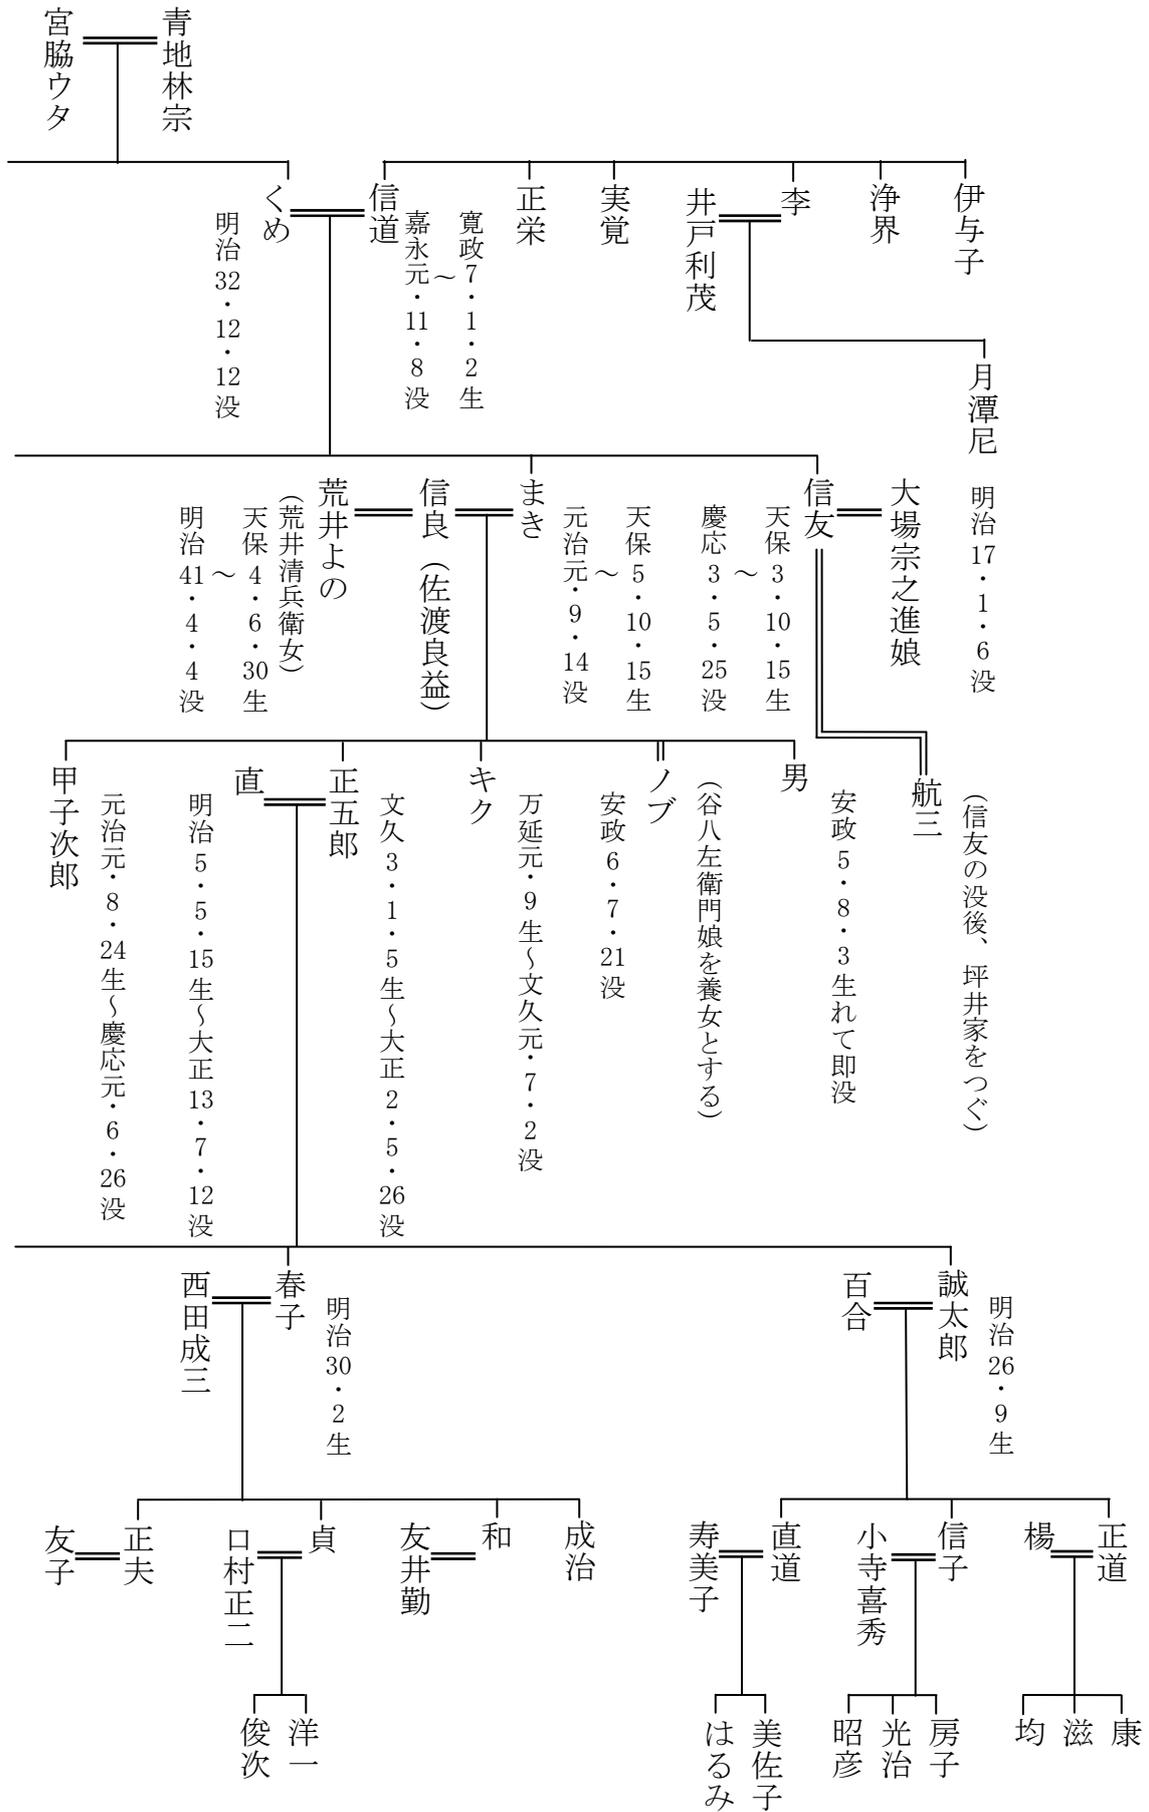 青地林宗
宮脇ウタ
伊与子
浄界
李
井戸利茂
実覚
正栄
信道
寛政7・1・2生
～
嘉永元・11・8没
くめ
明治32・12・12没
月潭尼
明治17・1・6没
大場宗之進娘
信友
天保3・10・15生
～
慶応3・5・25没
まき
天保5・10・15生
～
元治元・9・14没
信良（佐渡良益）
荒井よの
（荒井清兵衛女）
天保4・6・30生
～
明治41・4・4没
（信友の没後、坪井家をつぐ）
航三
男
安政5・8・3生れて即没
（谷八左衛門娘を養女とする）
ノブ
安政6・7・21没
キク
万延元・9生～文久元・7・2没
正五郎
文久3・1・5生～大正2・5・26没
直
明治5・5・15生～大正13・7・12没
甲子次郎
元治元・8・24生～慶応元・6・26没
誠太郎
明治26・9生
百合
春子
明治30・2生
西田成三
正道
楊
信子
小寺喜秀
直道
寿美子
成治
和
友井勤
貞
口村正二
正夫
友子
康
滋
均
房子
光治
昭彦
美佐子
はるみ
洋一
俊次